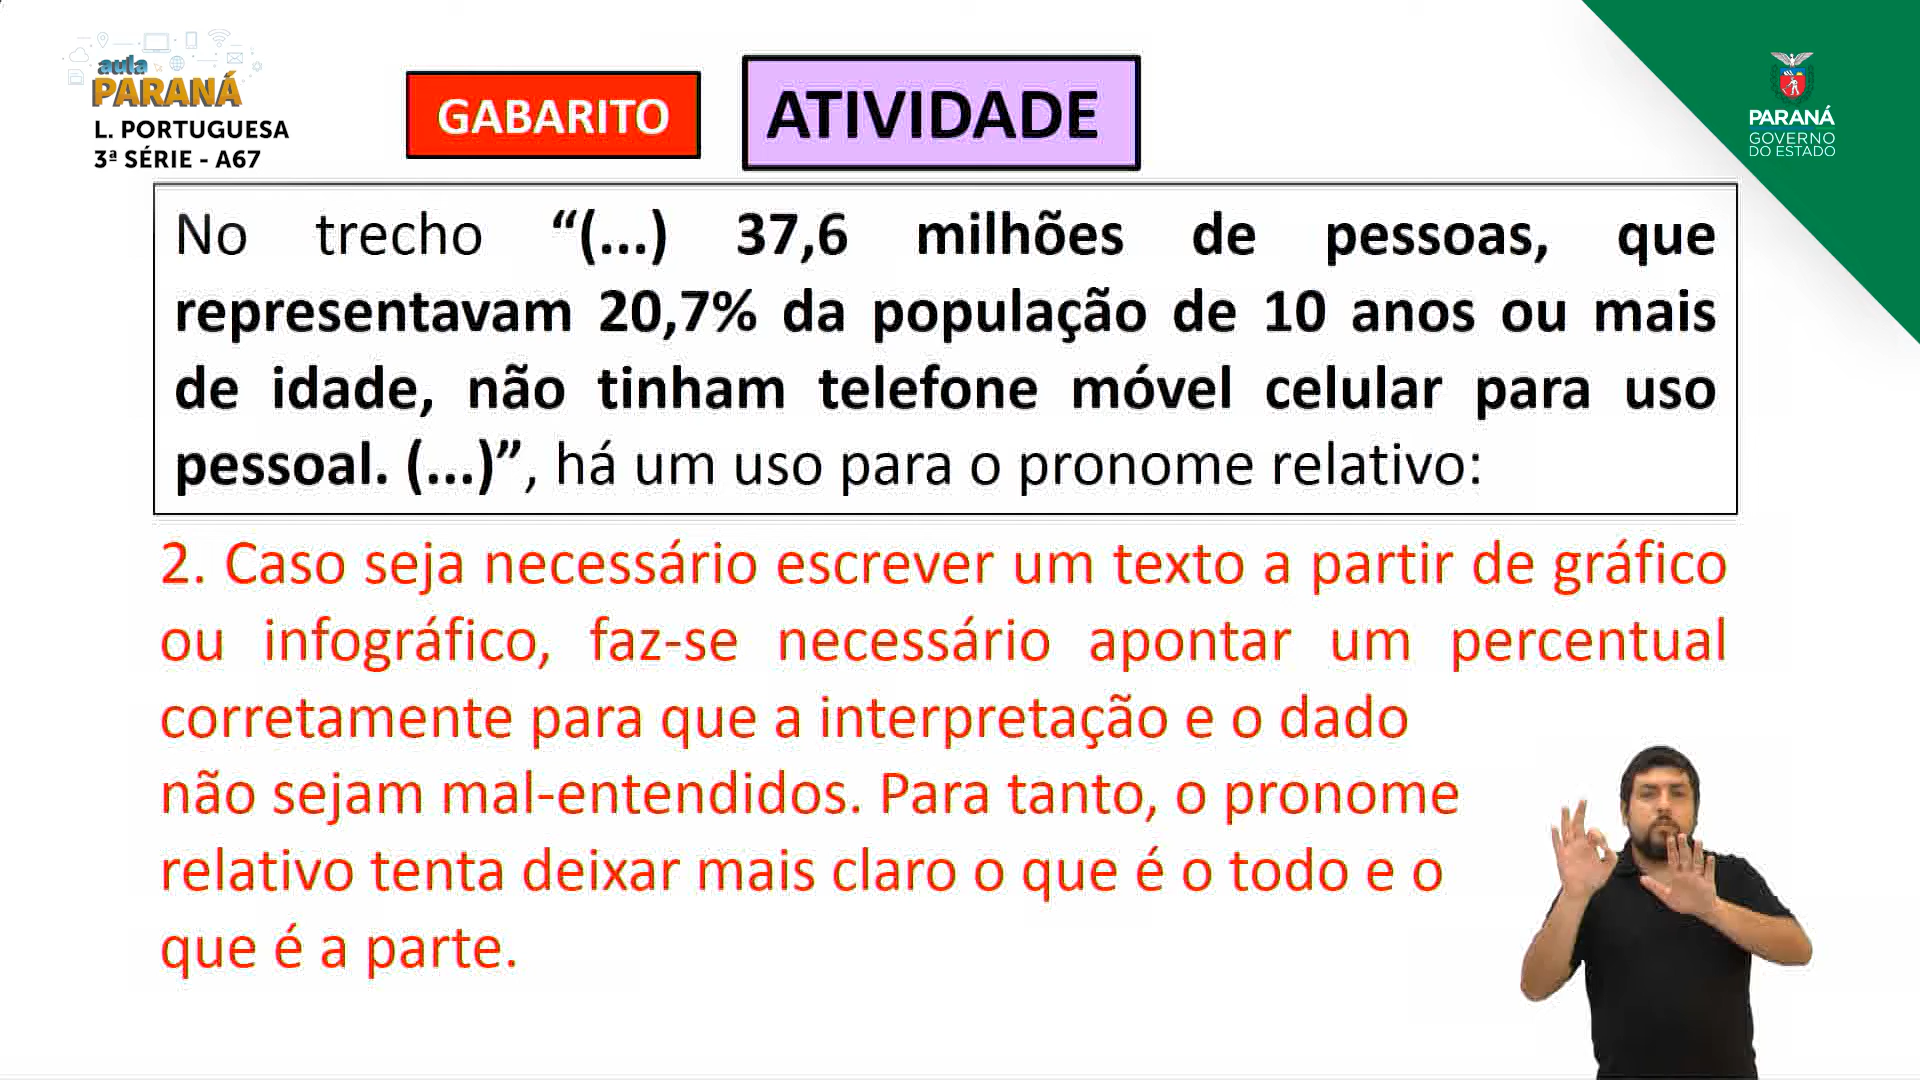 aula
PARANÁ
L. PORTUGUESA
3ª SÉRIE - A67
GABARITO
ATIVIDADE
PARANÁ
GOVERNO
DO ESTADO
No trecho “(...) 37,6 milhões de pessoas, que
representavam 20,7% da população de 10 anos ou mais
de idade, não tinham telefone móvel celular para uso
pessoal. (...)”, há um uso para o pronome relativo:
2. Caso seja necessário escrever um texto a partir de gráfico
ou infográfico, faz-se necessário apontar um percentual
corretamente para que a interpretação e o dado
não sejam mal-entendidos. Para tanto, o pronome
relativo tenta deixar mais claro o que é o todo e o
que é a parte.